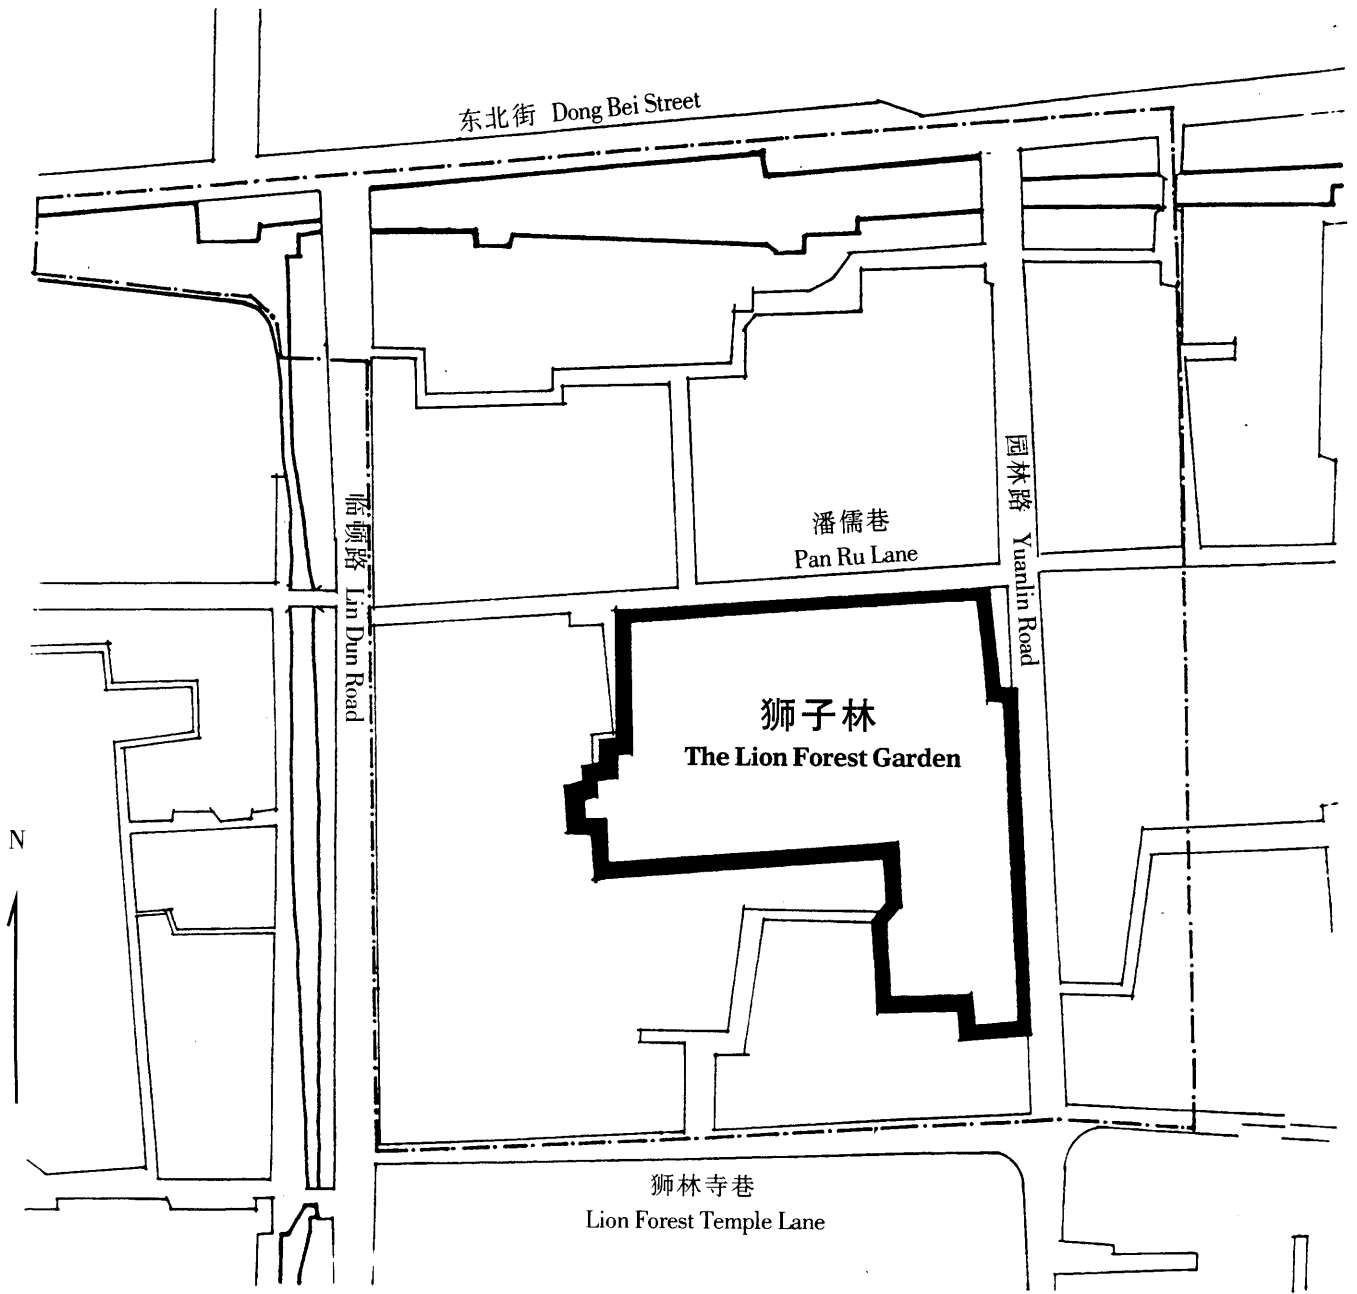 东北街 Dong Bei Street
园林路 Yuanlin Road
临顿路 Lin Dun Road
潘儒巷
Pan Ru Lane
狮子林
The Lion Forest Garden
N
狮林寺巷
Lion Forest Temple Lane